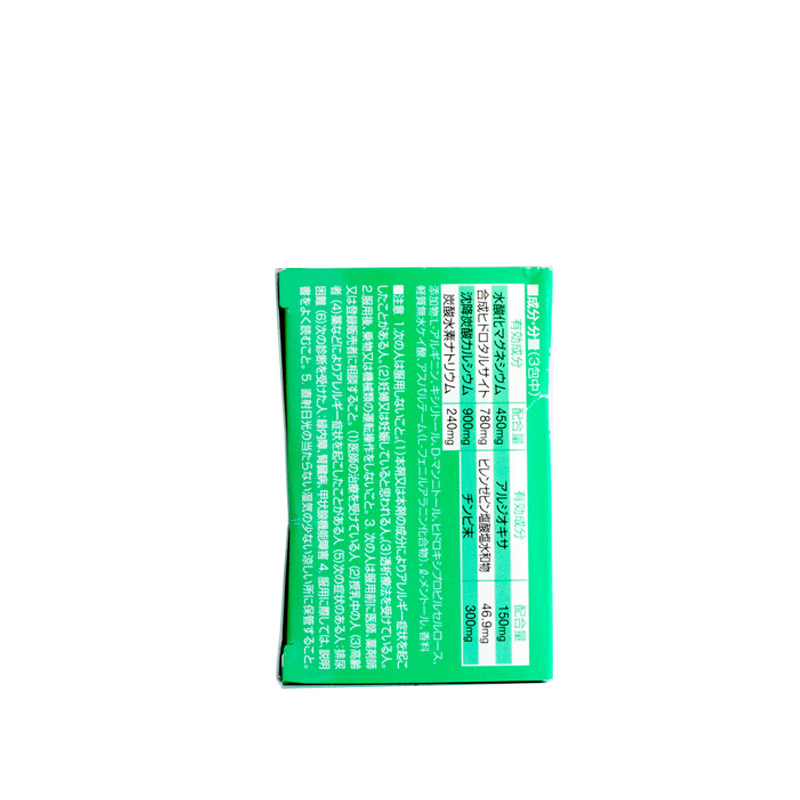 ■成分・分量(3包中)
有効成分 配合量 有効成分 配合量
水酸化マグネシウム 450mg アルジオキサ 150mg
合成ヒドロタルサイト 780mg ピレンゼピン塩酸塩水和物 46.9mg
沈降炭酸カルシウム 900mg チンピ末 300mg
炭酸水素ナトリウム 240mg
添加物:L-アルギニン、キシリトール、D-マンニトール、ヒドロキシプロピルセルロース、
軽質無水ケイ酸、アスパルテーム(L-フェニルアラニン化合物)、ℓ-メントール、香料
■注意 1.次の人は服用しないこと。(1)本剤又は本剤の成分によりアレルギー症状を起こ
したことがある人。(2)妊婦又は妊娠していると思われる人。(3)透析療法を受けている人。
2.服用後、乗物又は機械類の運転操作をしないこと。3.次の人は服用前に医師、薬剤師
又は登録販売者に相談すること。(1)医師の治療を受けている人 (2)授乳中の人 (3)高齢
者 (4)薬などによりアレルギー症状を起こしたことがある人 (5)次の症状のある人:排尿
困難 (6)次の診断を受けた人:緑内障、腎臓病、甲状腺機能障害 4.服用に際しては、説明
書をよく読むこと。5.直射日光の当たらない湿気の少ない涼しい所に保管すること。